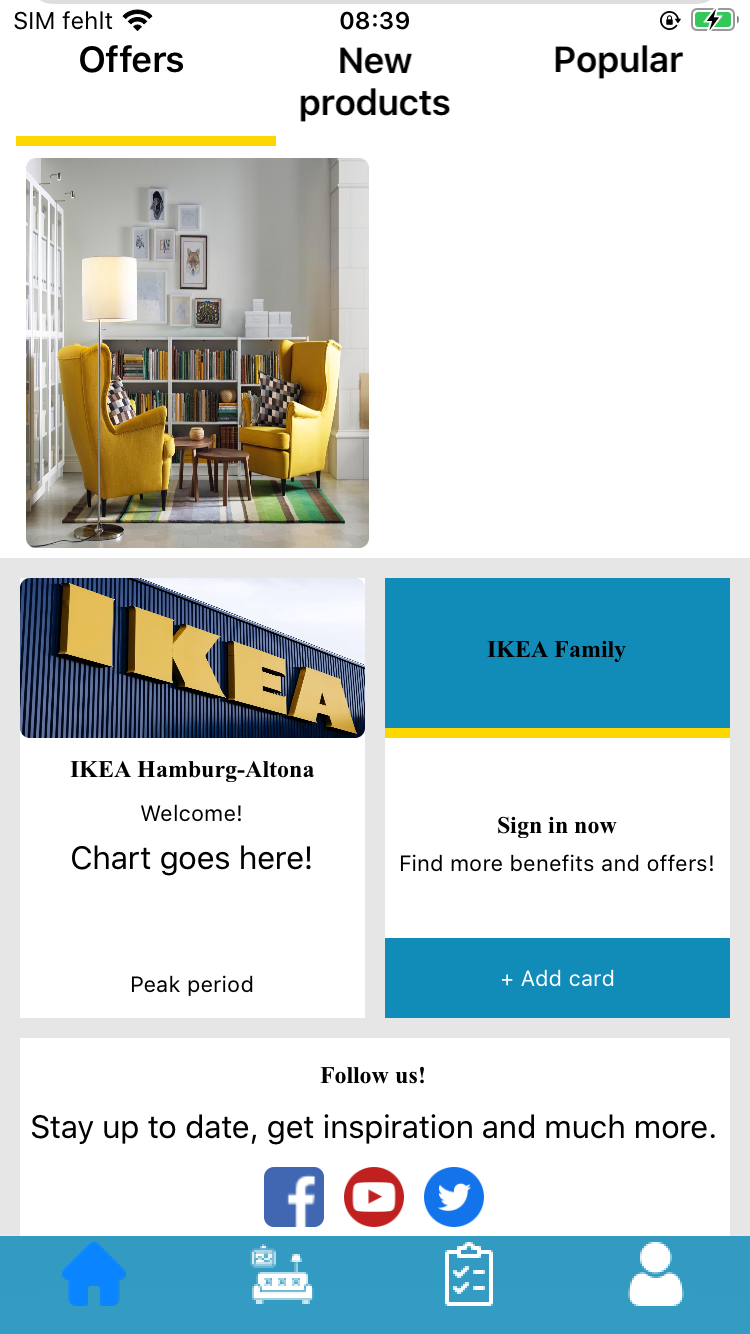 SIM fehlt
08:39
Offers
New
products
Popular
IKEA
IKEA Hamburg-Altona
Welcome!
Chart goes here!
Peak period
IKEA Family
Sign in now
Find more benefits and offers!
+ Add card
Follow us!
Stay up to date, get inspiration and much more.